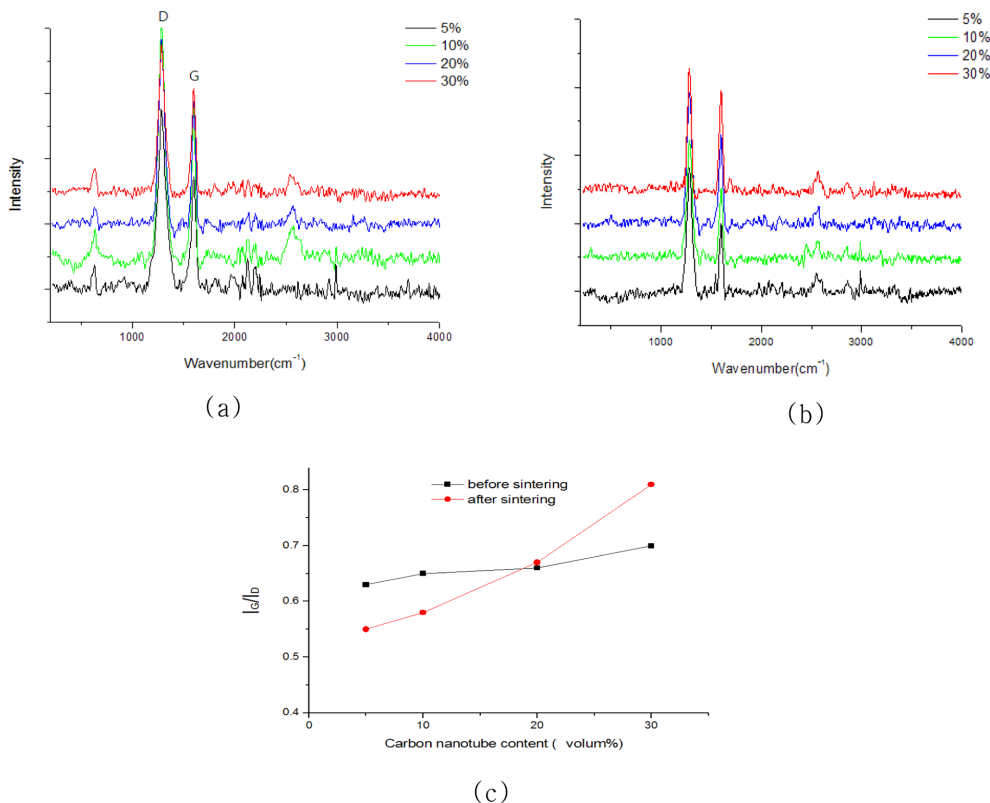 D
G
5%
10%
20%
30%
Intensity
1000
2000
3000
4000
Wavenumber(cm⁻¹)
(a)
5%
10%
20%
30%
Intensity
1000
2000
3000
4000
Wavenumber(cm⁻¹)
(b)
before sintering
after sintering
0.8
0.7
0.6
0.5
0.4
IG/ID
0
10
20
30
Carbon nanotube content ( volum%)
(c)